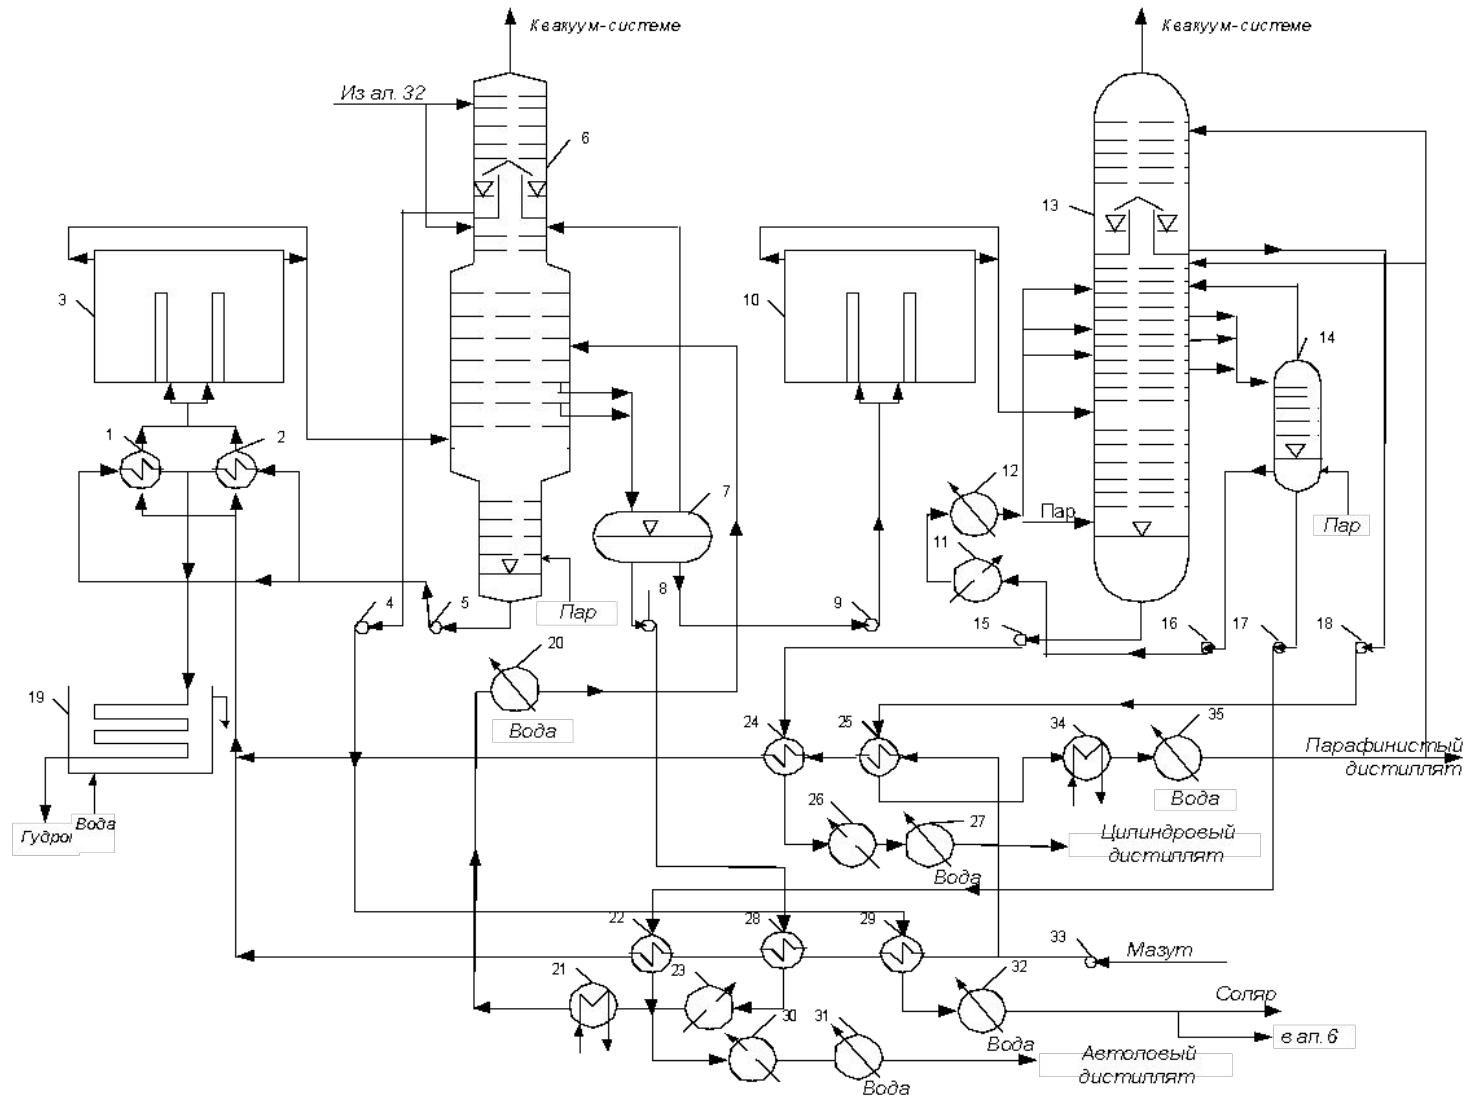 К вакуум-системе
К вакуум-системе
Из ап. 32
6
13
3
10
14
1
2
12
7
Пар
Пар
11
4
5
8
9
Пар
15
16
17
18
20
19
Вода
24
25
34
35
Парафинистый
дистиллят
Вода
26
27
Гудрон
Вода
Цилиндровый
дистиллят
Вода
22
28
29
33
Мазут
21
23
32
Соляр
30
31
Вода
в ап. 6
Автоловый
дистиллят
Вода